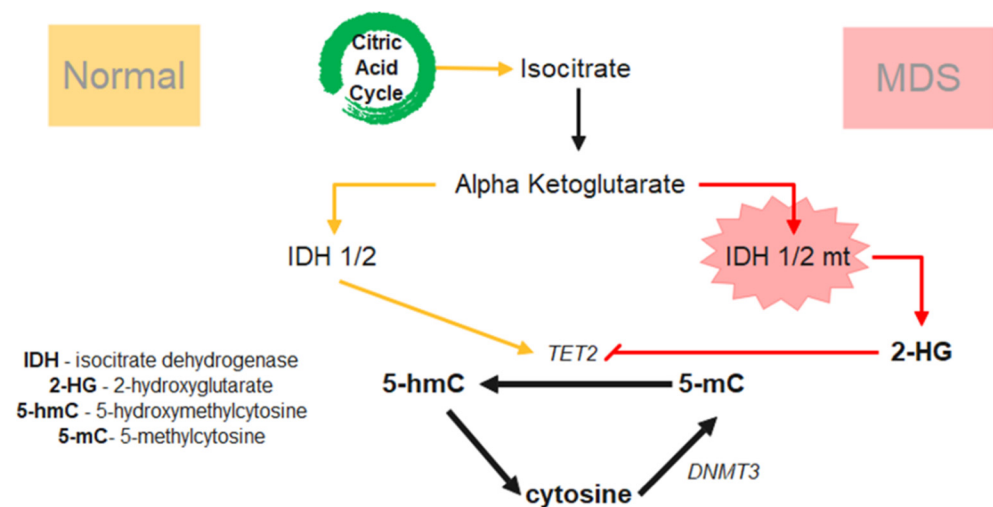 Normal
Citric
Acid
Cycle
Isocitrate
MDS
Alpha Ketoglutarate
IDH 1/2
IDH 1/2 mt
TET2
2-HG
IDH - isocitrate dehydrogenase
2-HG - 2-hydroxyglutarate
5-hmC - 5-hydroxymethylcytosine
5-mC- 5-methylcytosine
5-hmC
5-mC
DNMT3
cytosine